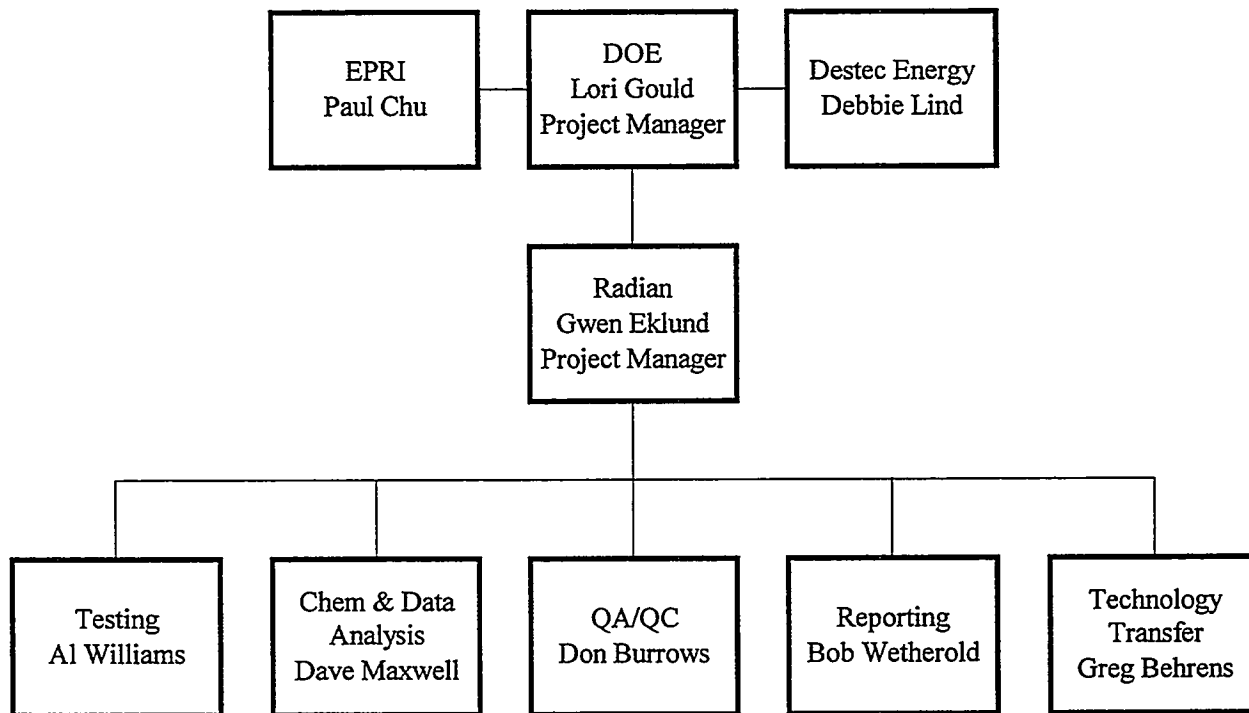 EPRI
Paul Chu
DOE
Lori Gould
Project Manager
Destec Energy
Debbie Lind
Radian
Gwen Eklund
Project Manager
Testing
Al Williams
Chem & Data
Analysis
Dave Maxwell
QA/QC
Don Burrows
Reporting
Bob Wetherold
Technology
Transfer
Greg Behrens